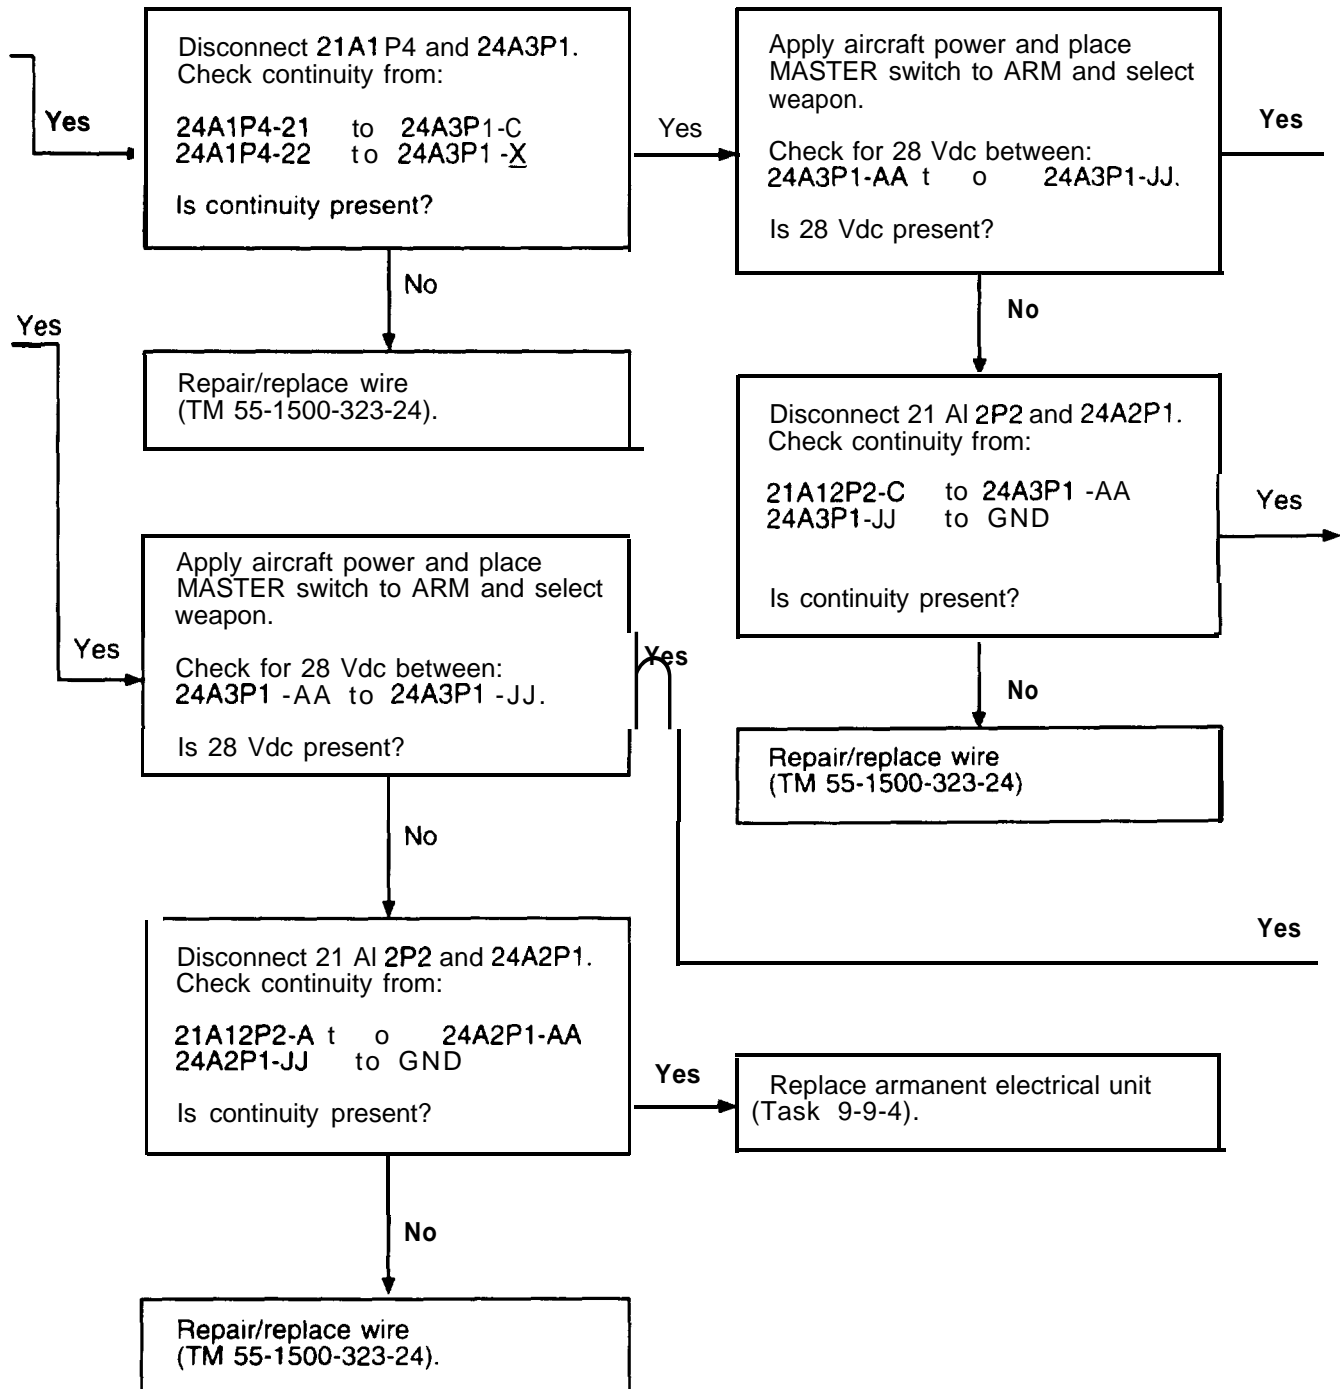 Yes
Disconnect 21A1P4 and 24A3P1.
Check continuity from:
24A1P4-21 to 24A3P1-C
24A1P4-22 to 24A3P1-X
Is continuity present?
Yes
Apply aircraft power and place
MASTER switch to ARM and select
weapon.
Check for 28 Vdc between:
24A3P1-AA t o 24A3P1-JJ.
Is 28 Vdc present?
Yes
No
No
Yes
Repair/replace wire
(TM 55-1500-323-24).
Disconnect 21 Al 2P2 and 24A2P1.
Check continuity from:
21A12P2-C to 24A3P1 -AA
24A3P1-JJ to GND
Is continuity present?
Yes
Yes
Apply aircraft power and place
MASTER switch to ARM and select
weapon.
Check for 28 Vdc between:
24A3P1 -AA to 24A3P1 -JJ.
Is 28 Vdc present?
Yes
No
Repair/replace wire
(TM 55-1500-323-24)
No
Yes
Disconnect 21 Al 2P2 and 24A2P1.
Check continuity from:
21A12P2-A t o 24A2P1-AA
24A2P1-JJ to GND
Is continuity present?
Yes
Replace armanent electrical unit
(Task 9-9-4).
No
Repair/replace wire
(TM 55-1500-323-24).